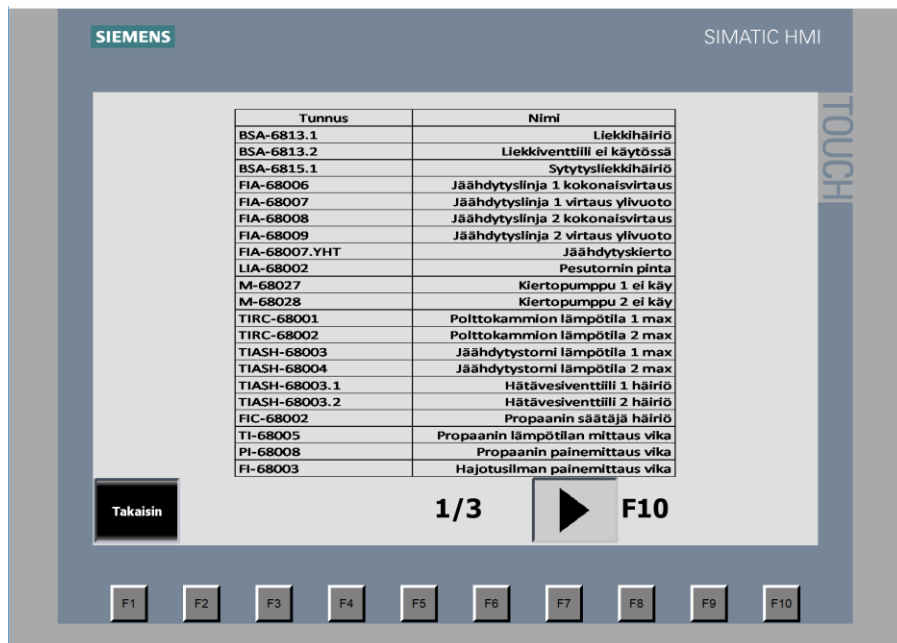 SIEMENS
SIMATIC HMI
TOUCH
Tunnus Nimi
BSA-6813.1 Liekkihäiriö
BSA-6813.2 Liekkiventtiili ei käytössä
BSA-6815.1 Sytytysliekkihäiriö
FIA-68006 Jäähdytyslinja 1 kokonaisvirtaus
FIA-68007 Jäähdytyslinja 1 virtaus ylivuoto
FIA-68008 Jäähdytyslinja 2 kokonaisvirtaus
FIA-68009 Jäähdytyslinja 2 virtaus ylivuoto
FIA-68007.YHT Jäähdytyskierto
LIA-68002 Pesutornin pinta
M-68027 Kiertopumppu 1 ei käy
M-68028 Kiertopumppu 2 ei käy
TIRC-68001 Polttokammion lämpötila 1 max
TIRC-68002 Polttokammion lämpötila 2 max
TIASH-68003 Jäähdytystorni lämpötila 1 max
TIASH-68004 Jäähdytystorni lämpötila 2 max
TIASH-68003.1 Hätävesiventtiili 1 häiriö
TIASH-68003.2 Hätävesiventtiili 2 häiriö
FIC-68002 Propaanin säätäjä häiriö
TI-68005 Propaanin lämpötilan mittaus vika
PI-68008 Propaanin painemittaus vika
FI-68003 Hajotusilman painemittaus vika
Takaisin 1/3 F10
F1 F2 F3 F4 F5 F6 F7 F8 F9 F10